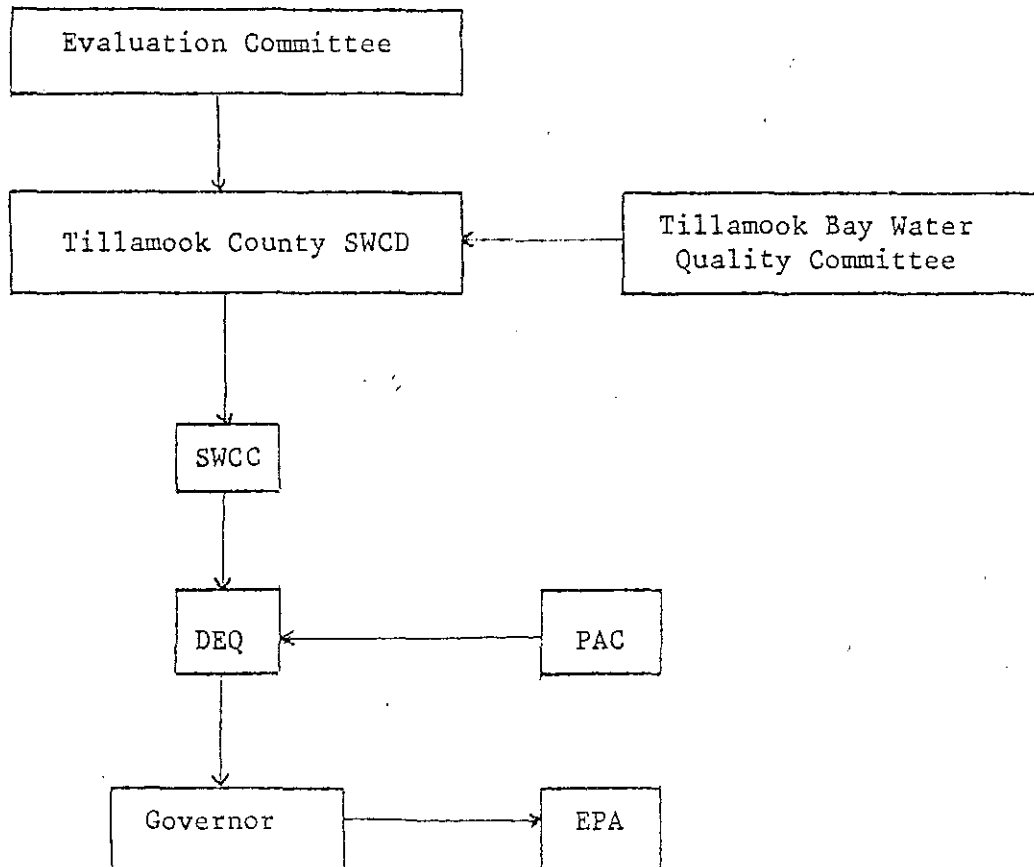 Evaluation Committee
Tillamook County SWCD
Tillamook Bay Water
Quality Committee
SWCC
DEQ
PAC
Governor
EPA